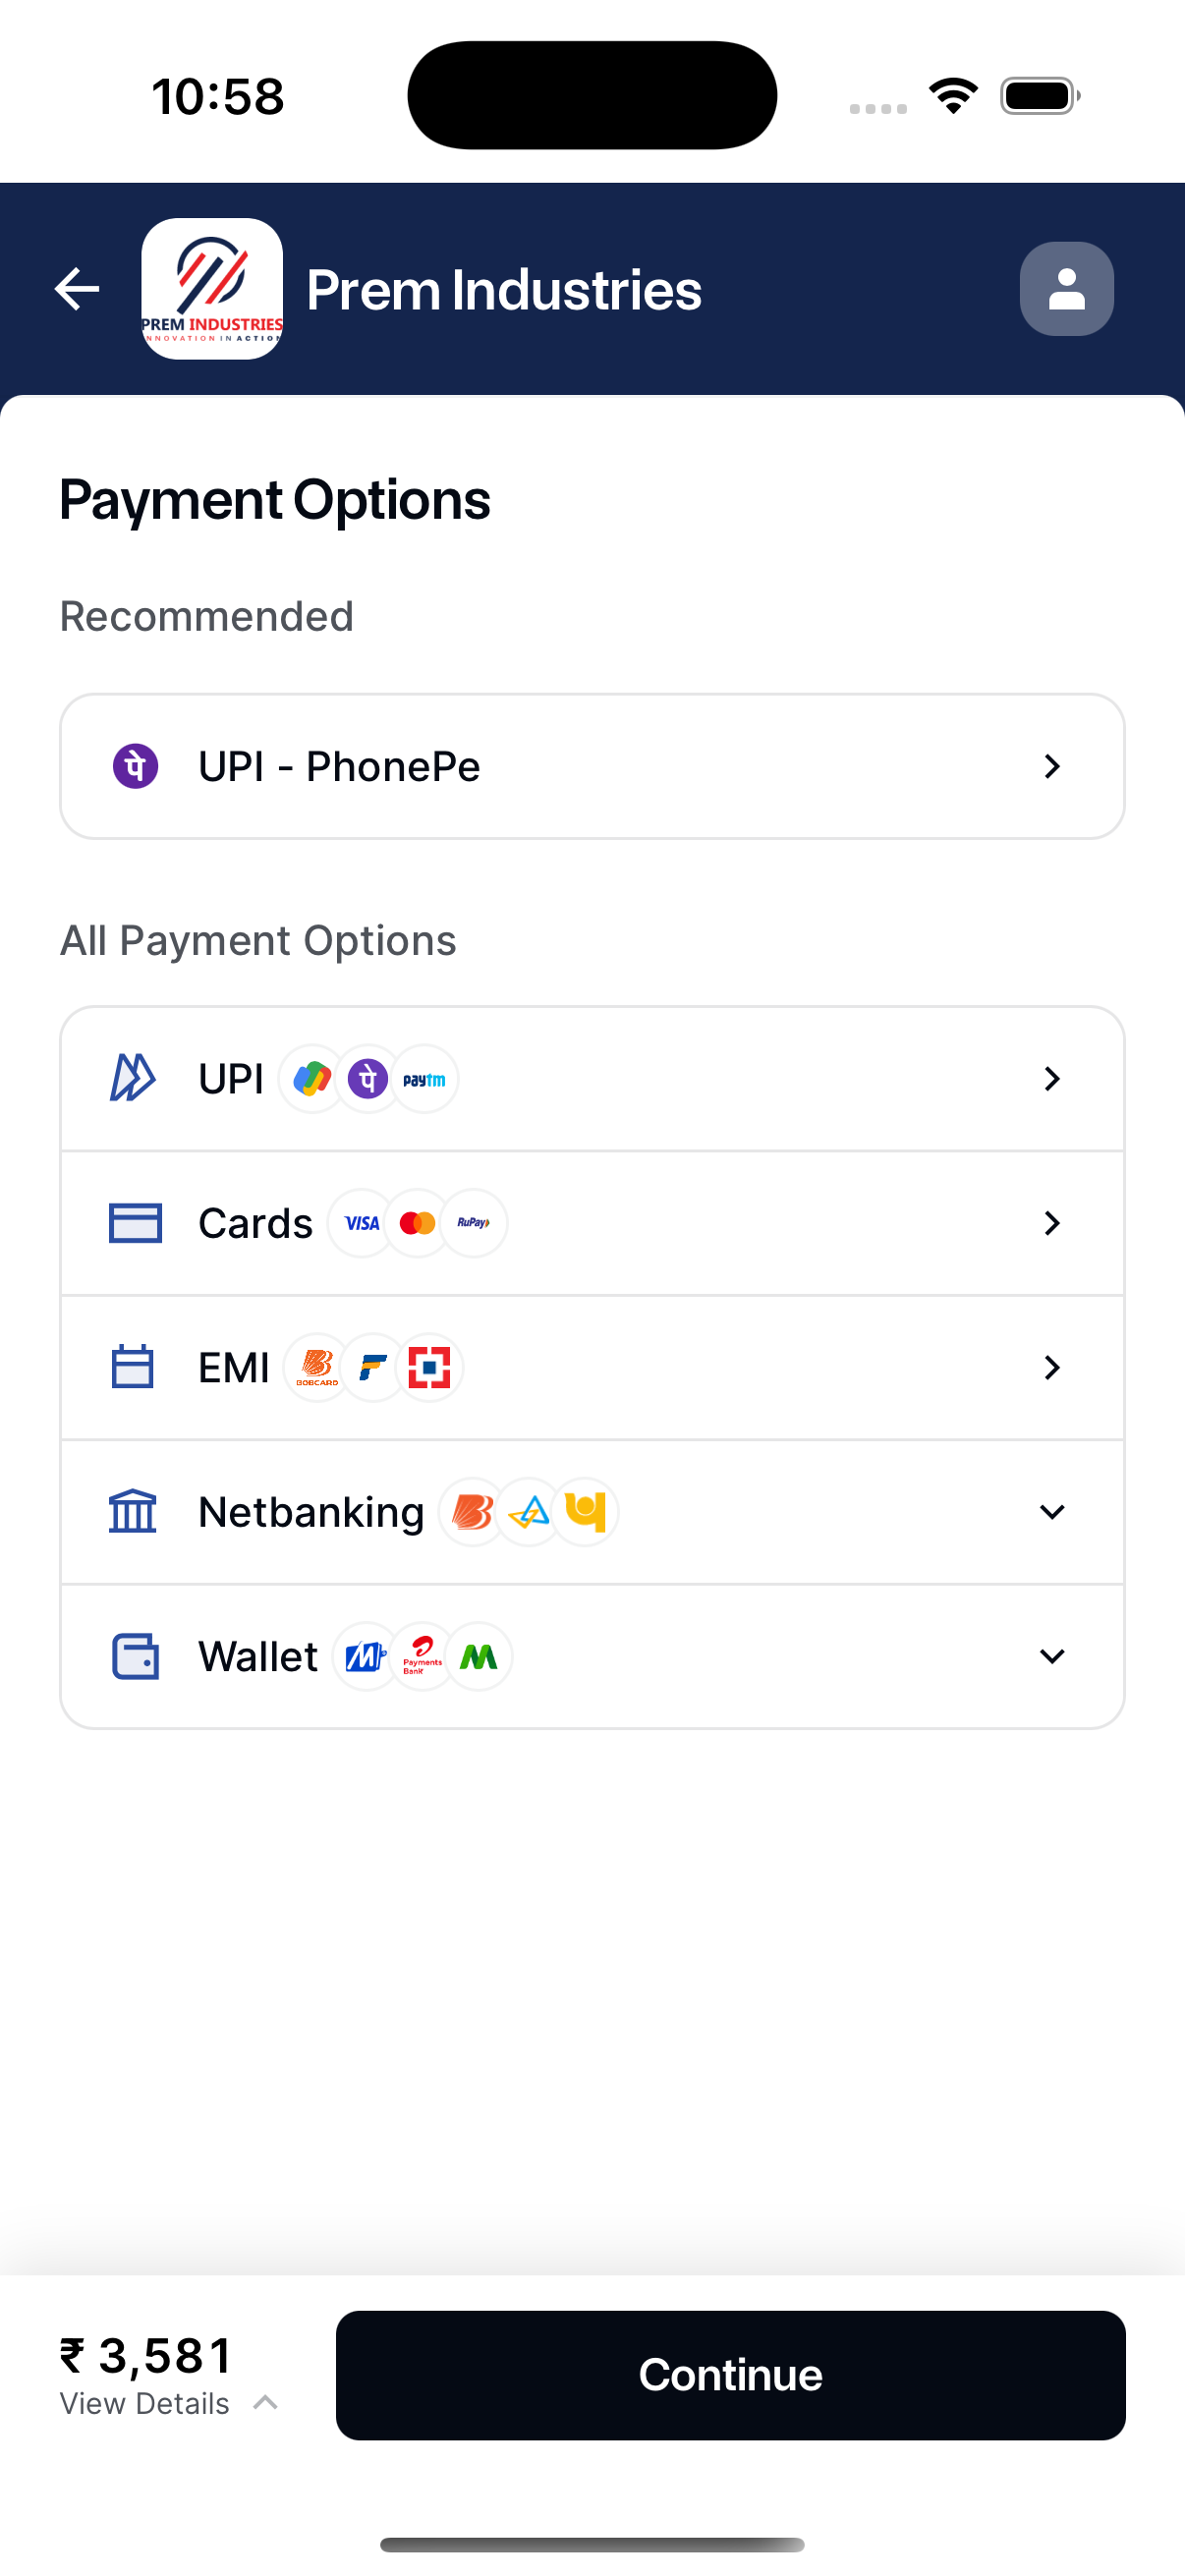 10:58
PREM INDUSTRIES
INNOVATION IN ACTION
Prem Industries
Payment Options
Recommended
पे UPI - PhonePe
All Payment Options
UPI पे paytm
Cards VISA RuPay
EMI BOBCARD
Netbanking
Wallet Payments Bank
₹ 3,581
View Details
Continue